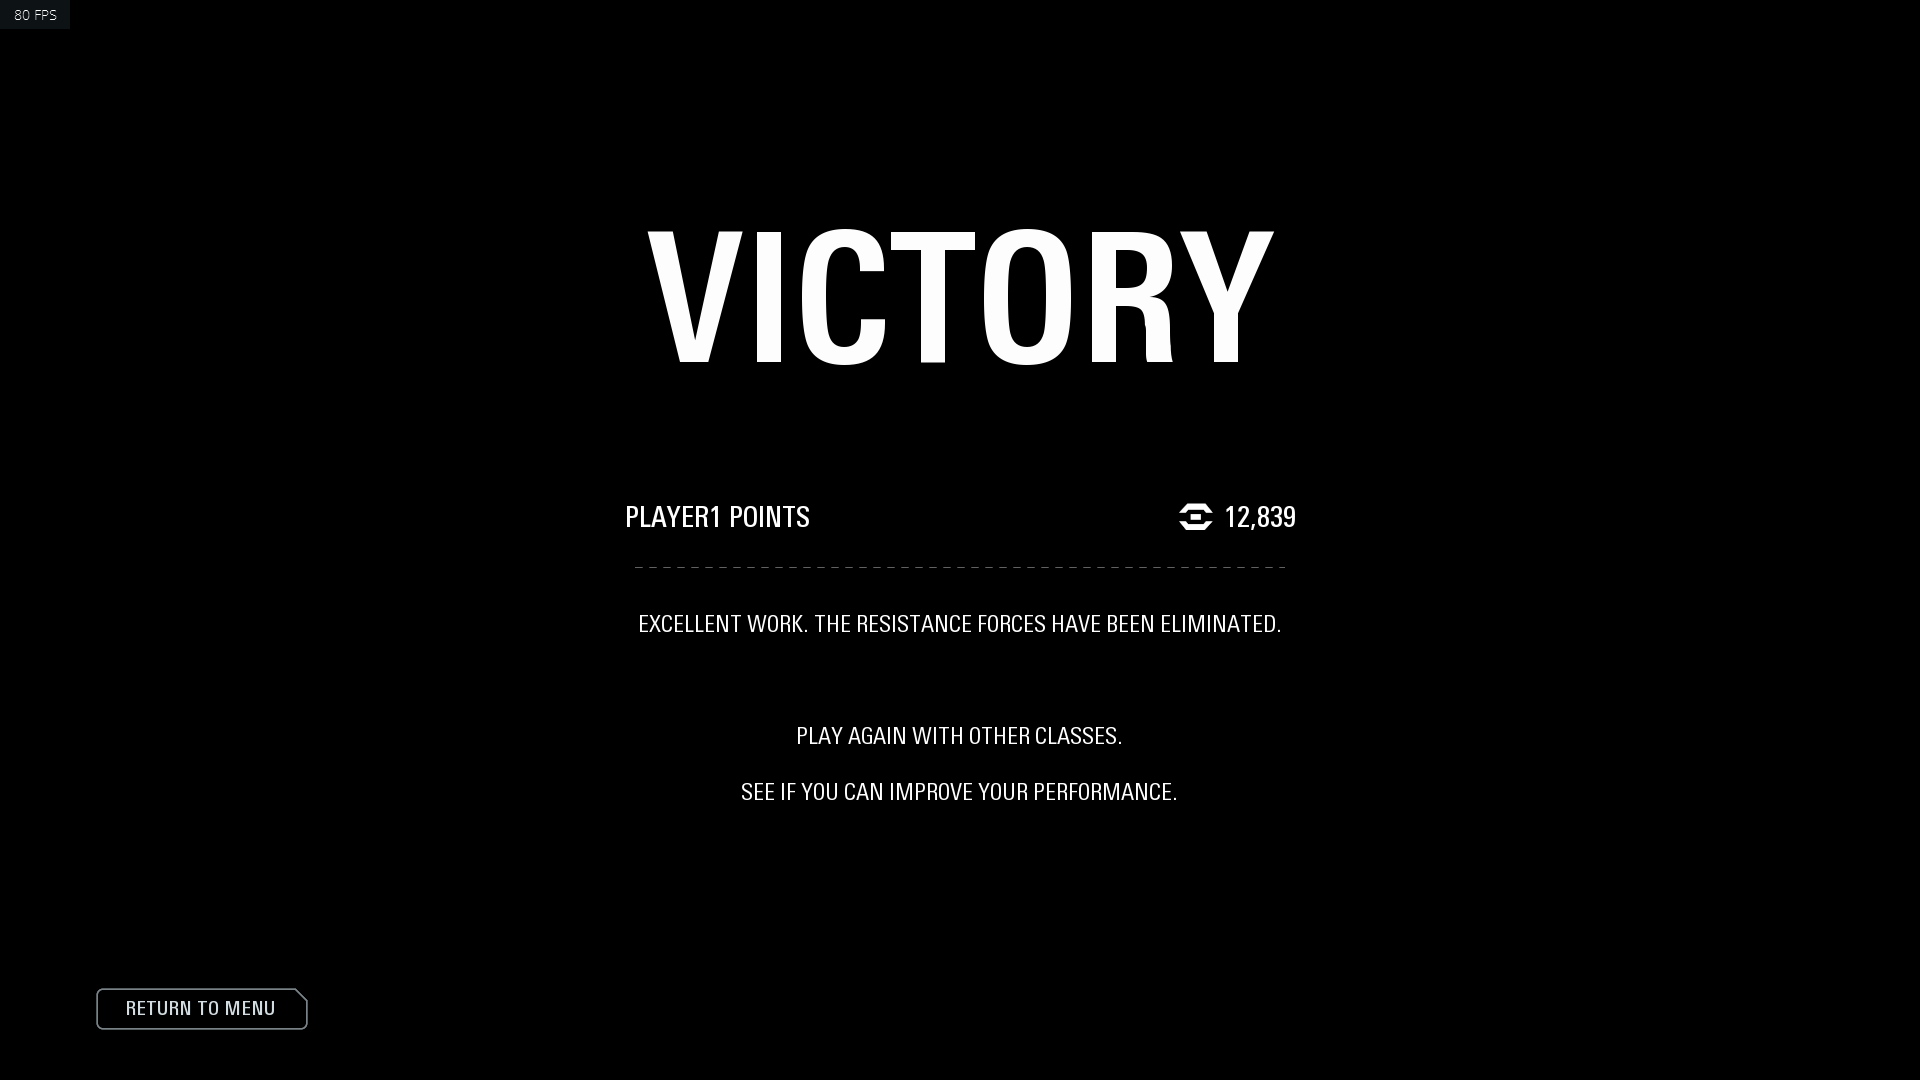 80 FPS
VICTORY
PLAYER1 POINTS 12,839
EXCELLENT WORK. THE RESISTANCE FORCES HAVE BEEN ELIMINATED.
PLAY AGAIN WITH OTHER CLASSES.
SEE IF YOU CAN IMPROVE YOUR PERFORMANCE.
RETURN TO MENU